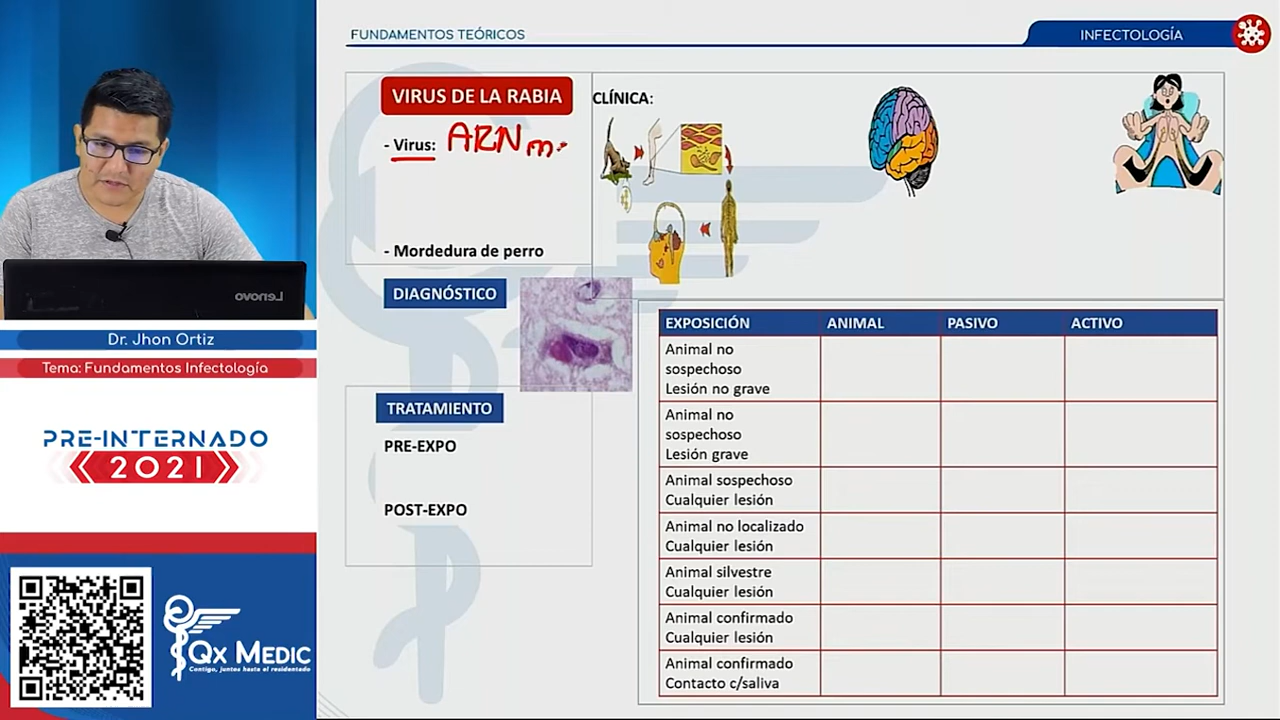 FUNDAMENTOS TEÓRICOS
INFECTOLOGÍA
VIRUS DE LA RABIA
- Virus: ARN m-
- Mordedura de perro
DIAGNÓSTICO
TRATAMIENTO
PRE-EXPO
POST-EXPO
CLÍNICA:
EXPOSICIÓN ANIMAL PASIVO ACTIVO
Animal no
sospechoso
Lesión no grave
Animal no
sospechoso
Lesión grave
Animal sospechoso
Cualquier lesión
Animal no localizado
Cualquier lesión
Animal silvestre
Cualquier lesión
Animal confirmado
Cualquier lesión
Animal confirmado
Contacto c/saliva
Lenovo
Dr. Jhon Ortiz
Tema: Fundamentos Infectología
PRE-INTERNADO
2021
QX MEDIC
Contigo, juntos hasta el residentado